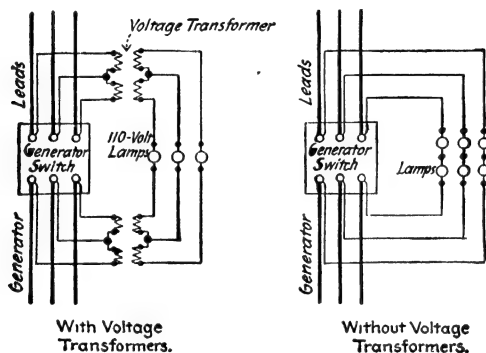 Voltage Transformer
Leads
110-Volt
Lamps
Generator
Switch
Generator
With Voltage
Transformers.
Leads
Generator
Switch
Lamps
Generator
Without Voltage
Transformers.